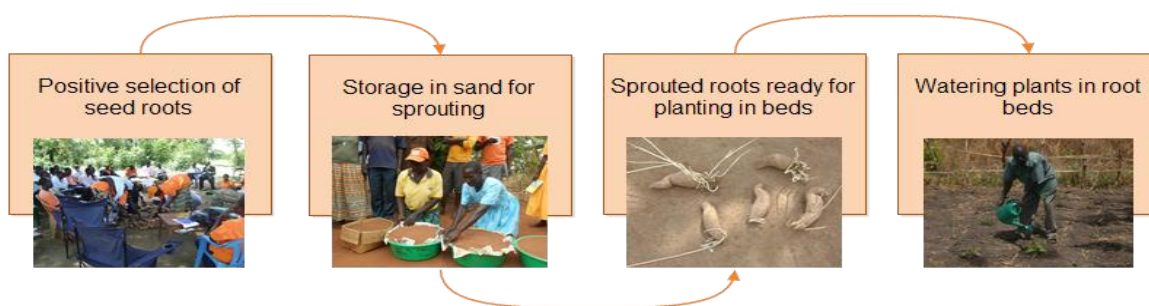 Positive selection of
seed roots
Storage in sand for
sprouting
Sprouted roots ready for
planting in beds
Watering plants in root
beds